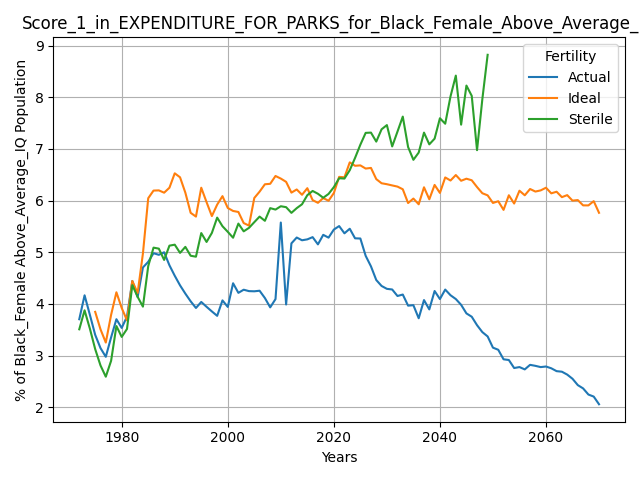 Score_1_in_EXPENDITURE_FOR_PARKS_for_Black_Female_Above_Average_
% of Black_Female Above_Average_IQ Population
9
8
7
6
5
4
3
2
Fertility
Actual
Ideal
Sterile
1980 2000 2020 2040 2060
Years